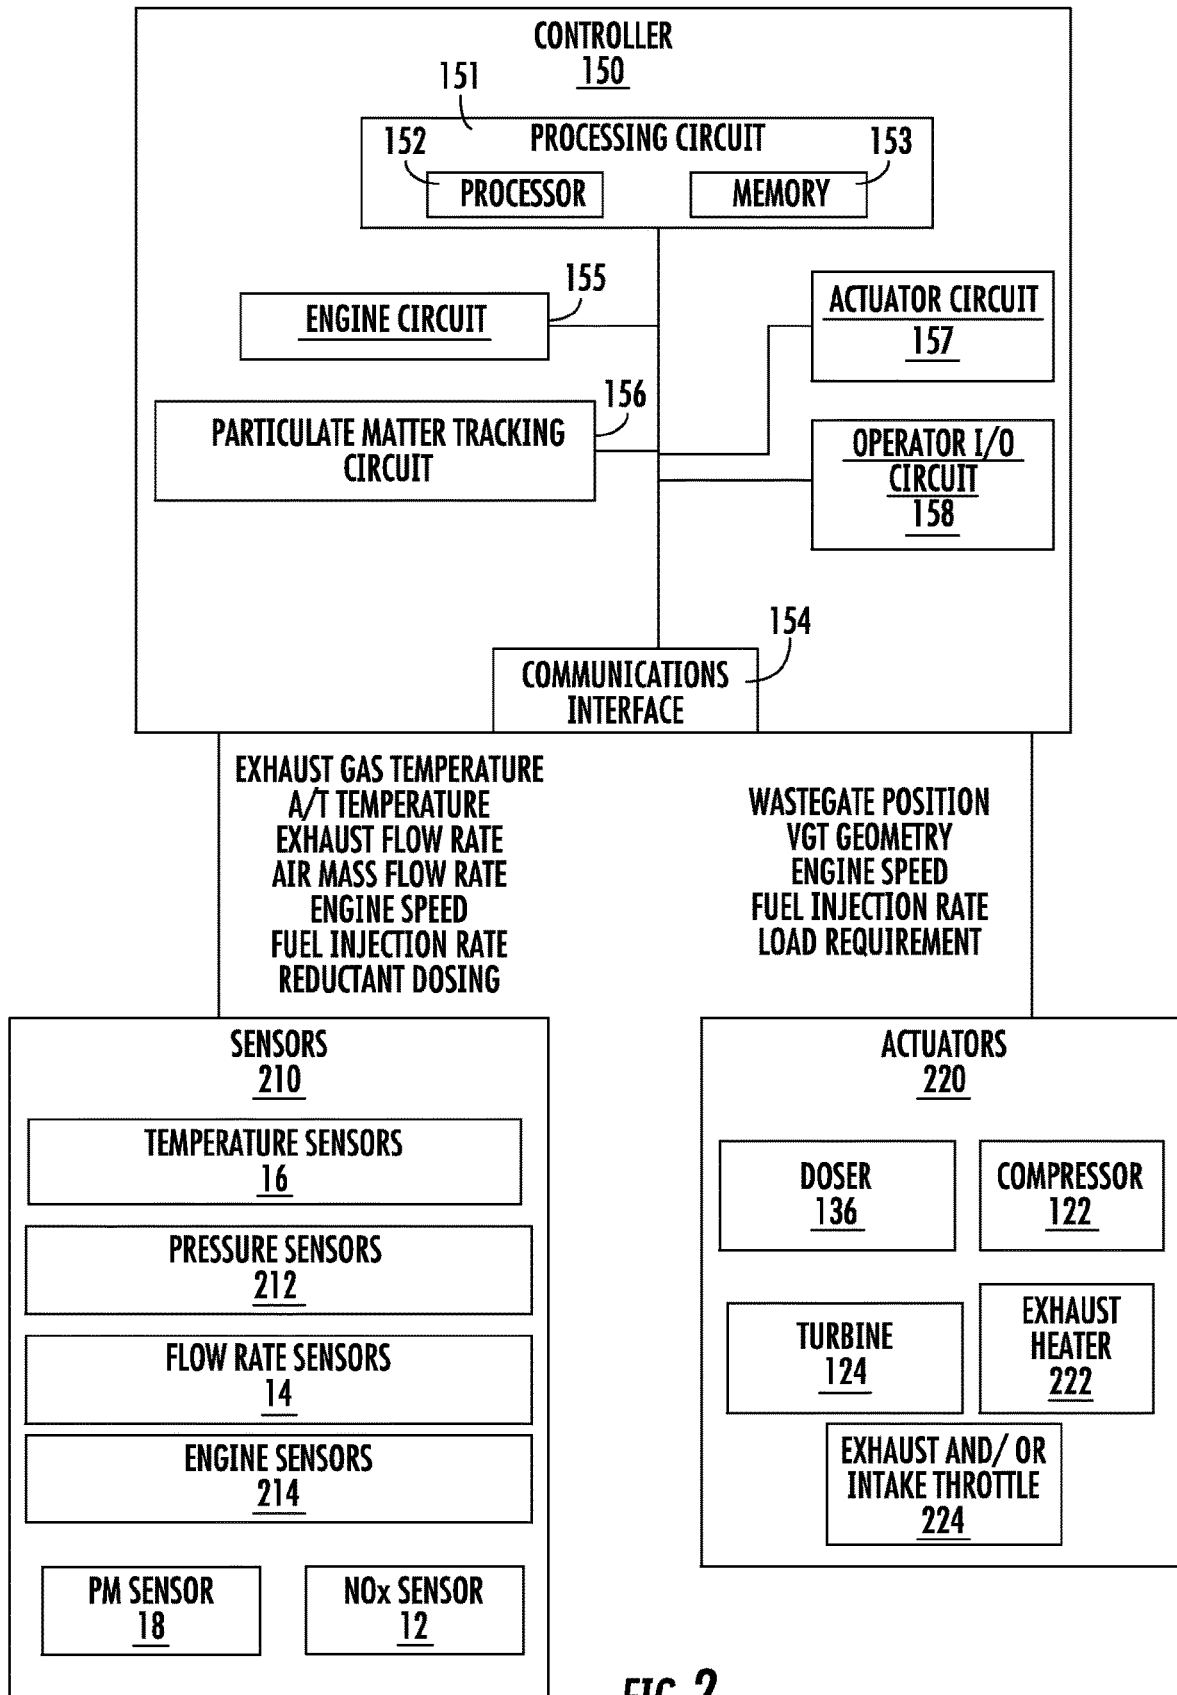 CONTROLLER
150
151
PROCESSING CIRCUIT
152
153
PROCESSOR
MEMORY
155
ENGINE CIRCUIT
ACTUATOR CIRCUIT
157
156
PARTICULATE MATTER TRACKING
CIRCUIT
OPERATOR I/O
CIRCUIT
158
154
COMMUNICATIONS
INTERFACE
EXHAUST GAS TEMPERATURE
A/T TEMPERATURE
EXHAUST FLOW RATE
AIR MASS FLOW RATE
ENGINE SPEED
FUEL INJECTION RATE
REDUCTANT DOSING
WASTEGATE POSITION
VGT GEOMETRY
ENGINE SPEED
FUEL INJECTION RATE
LOAD REQUIREMENT
SENSORS
210
TEMPERATURE SENSORS
16
PRESSURE SENSORS
212
FLOW RATE SENSORS
14
ENGINE SENSORS
214
PM SENSOR
18
NOx SENSOR
12
ACTUATORS
220
DOSER
136
COMPRESSOR
122
TURBINE
124
EXHAUST
HEATER
222
EXHAUST AND/ OR
INTAKE THROTTLE
224
FIG. 2